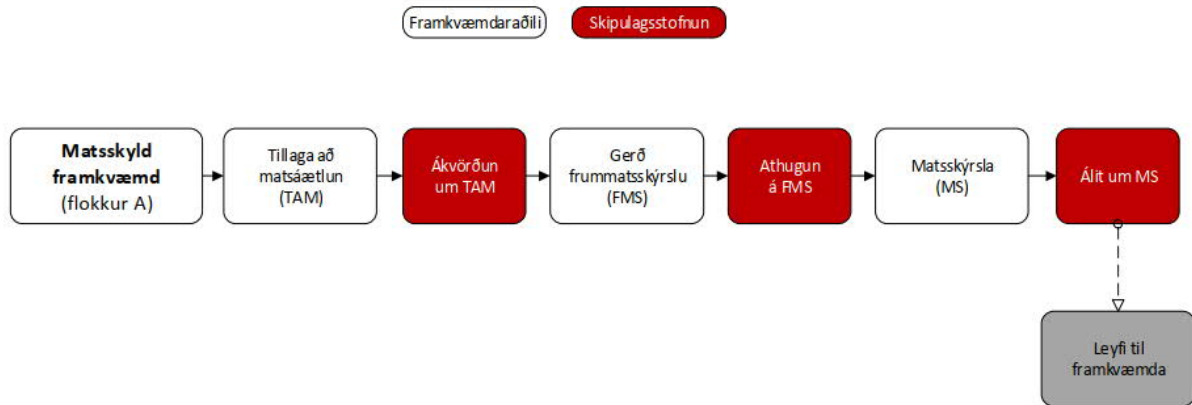 Framkvæmdaraðili
Skipulagsstofnun
Matsskyld
framkvæmd
(flokkur A)
Tillaga að
matsáætlun
(TAM)
Ákvörðun
um TAM
Gerð
frummatsskýrslu
(FMS)
Athugun
á FMS
Matsskýrsla
(MS)
Álit um MS
Leyfi til
framkvæmda